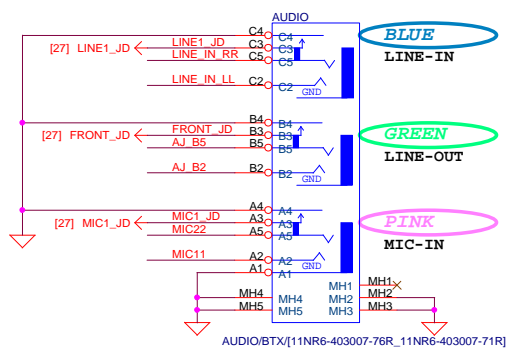 AUDIO
C4 C4 BLUE
[27] LINE1_JD LINE1_JD C3 C3
LINE_IN_RR C5 C5 LINE-IN
LINE_IN_LL C2 C2
GND
B4 B4
[27] FRONT_JD FRONT_JD B3 B3 GREEN
AJ_B5 B5 B5 LINE-OUT
AJ_B2 B2 B2
GND
A4 A4
[27] MIC1_JD MIC1_JD A3 A3 PINK
MIC22 A5 A5 MIC-IN
MIC11 A2 A2
GND
A1 A1
MH1 MH1
MH4 MH4 MH2 MH2
MH5 MH5 MH3 MH3
AUDIO/BTX/[11NR6-403007-76R_11NR6-403007-71R]